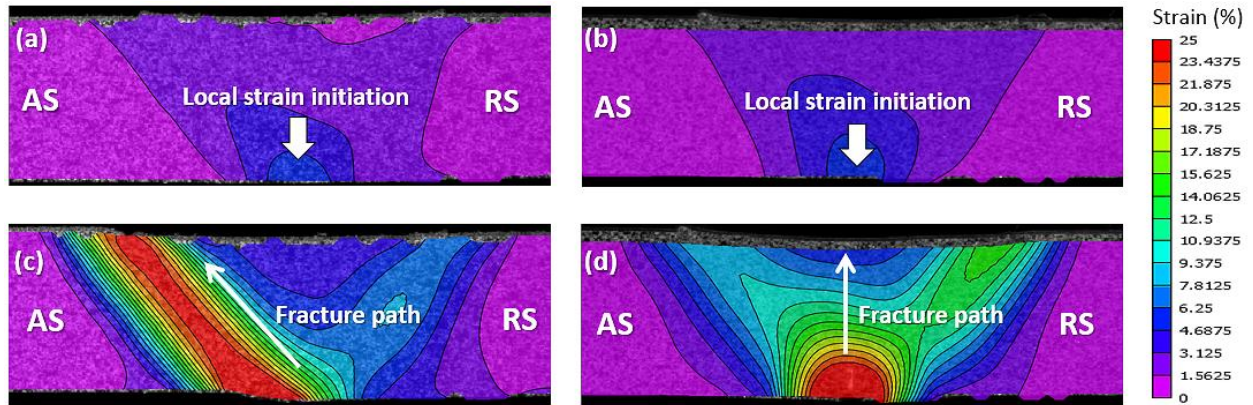 (a)
AS
Local strain initiation
RS
(b)
AS
Local strain initiation
RS
(c)
AS
Fracture path
RS
(d)
AS
Fracture path
RS
Strain (%)
25
23.4375
21.875
20.3125
18.75
17.1875
15.625
14.0625
12.5
10.9375
9.375
7.8125
6.25
4.6875
3.125
1.5625
0